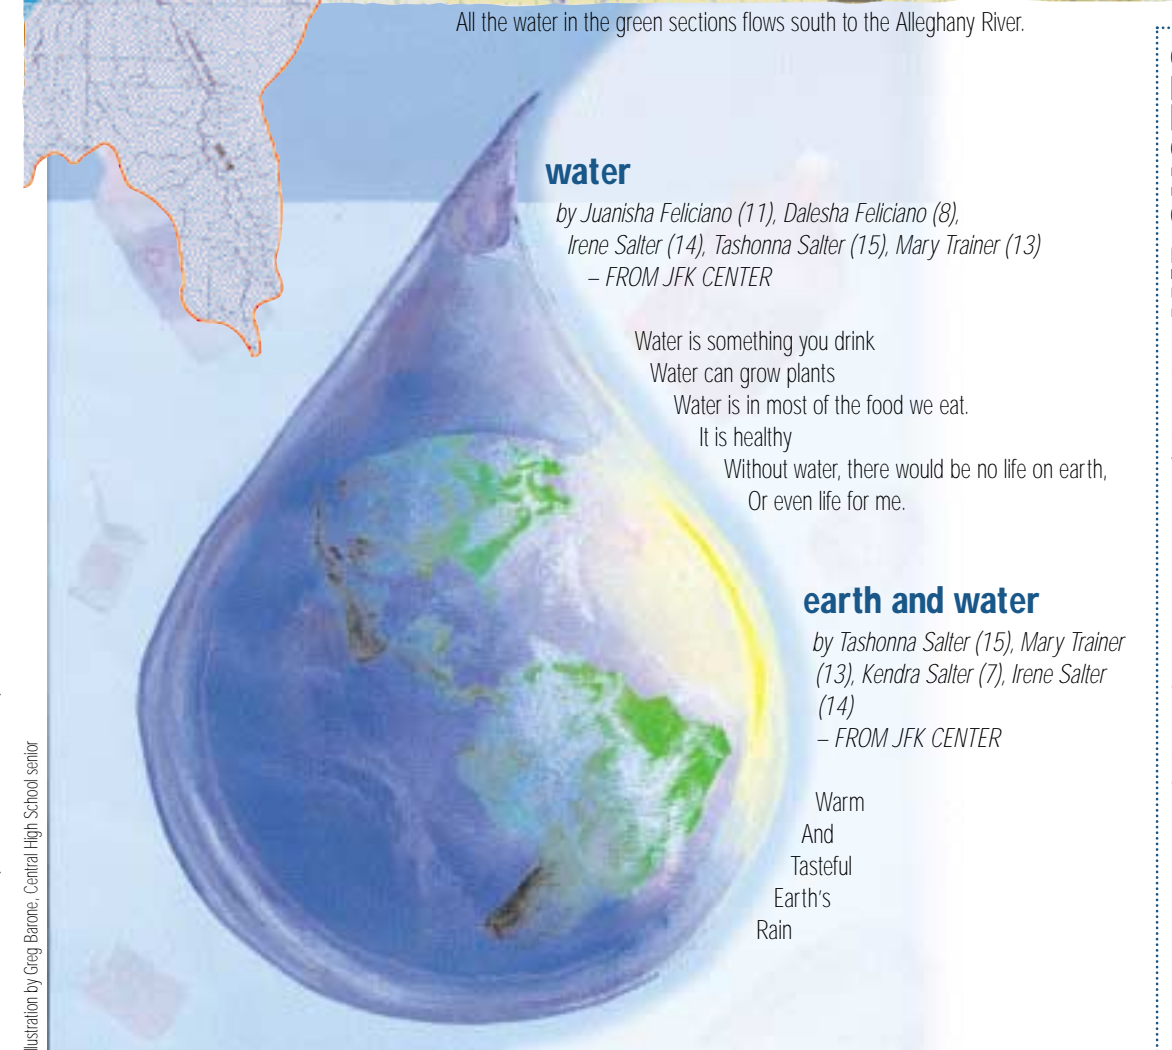 All the water in the green sections flows south to the Alleghany River.
water
by Juanisha Feliciano (11), Dalesha Feliciano (8),
Irene Salter (14), Tashonna Salter (15), Mary Trainer (13)
– FROM JFK CENTER
Water is something you drink
Water can grow plants
Water is in most of the food we eat.
It is healthy
Without water, there would be no life on earth,
Or even life for me.
earth and water
by Tashonna Salter (15), Mary Trainer
(13), Kendra Salter (7), Irene Salter
(14)
– FROM JFK CENTER
Warm
And
Tasteful
Earth's
Rain
by Greg Barone, Central High School senior